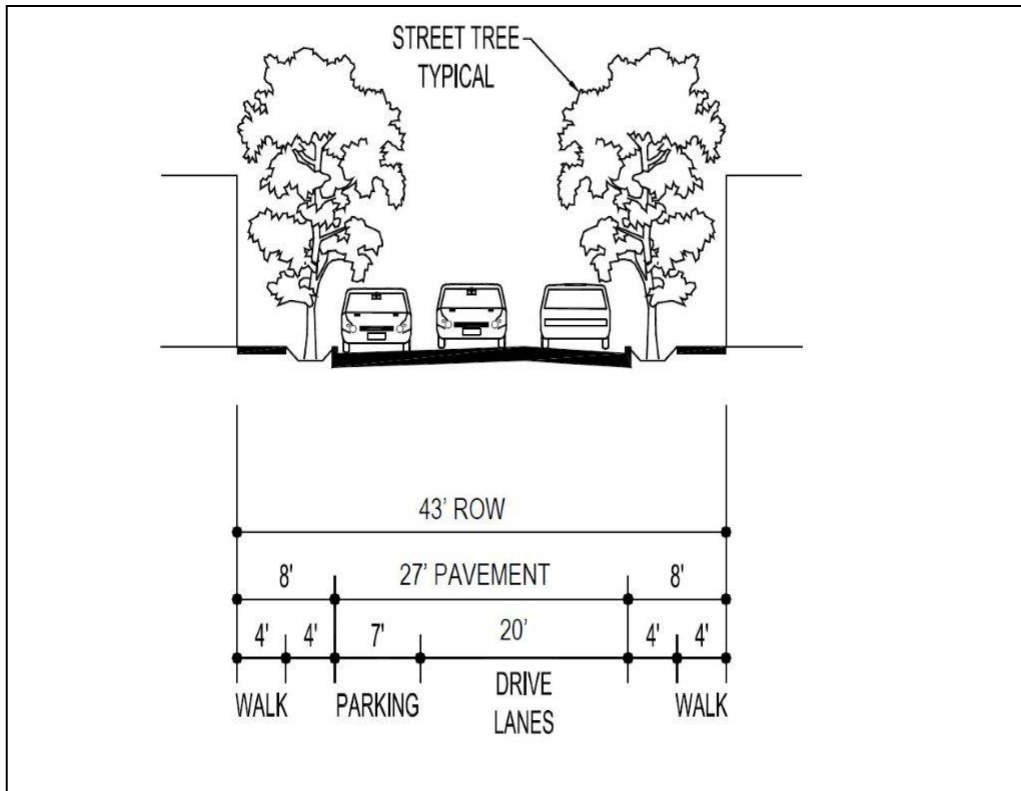 STREET TREE
TYPICAL
43' ROW
8' 27' PAVEMENT 8'
4' 4' 7' 20' 4' 4'
WALK PARKING DRIVE LANES WALK